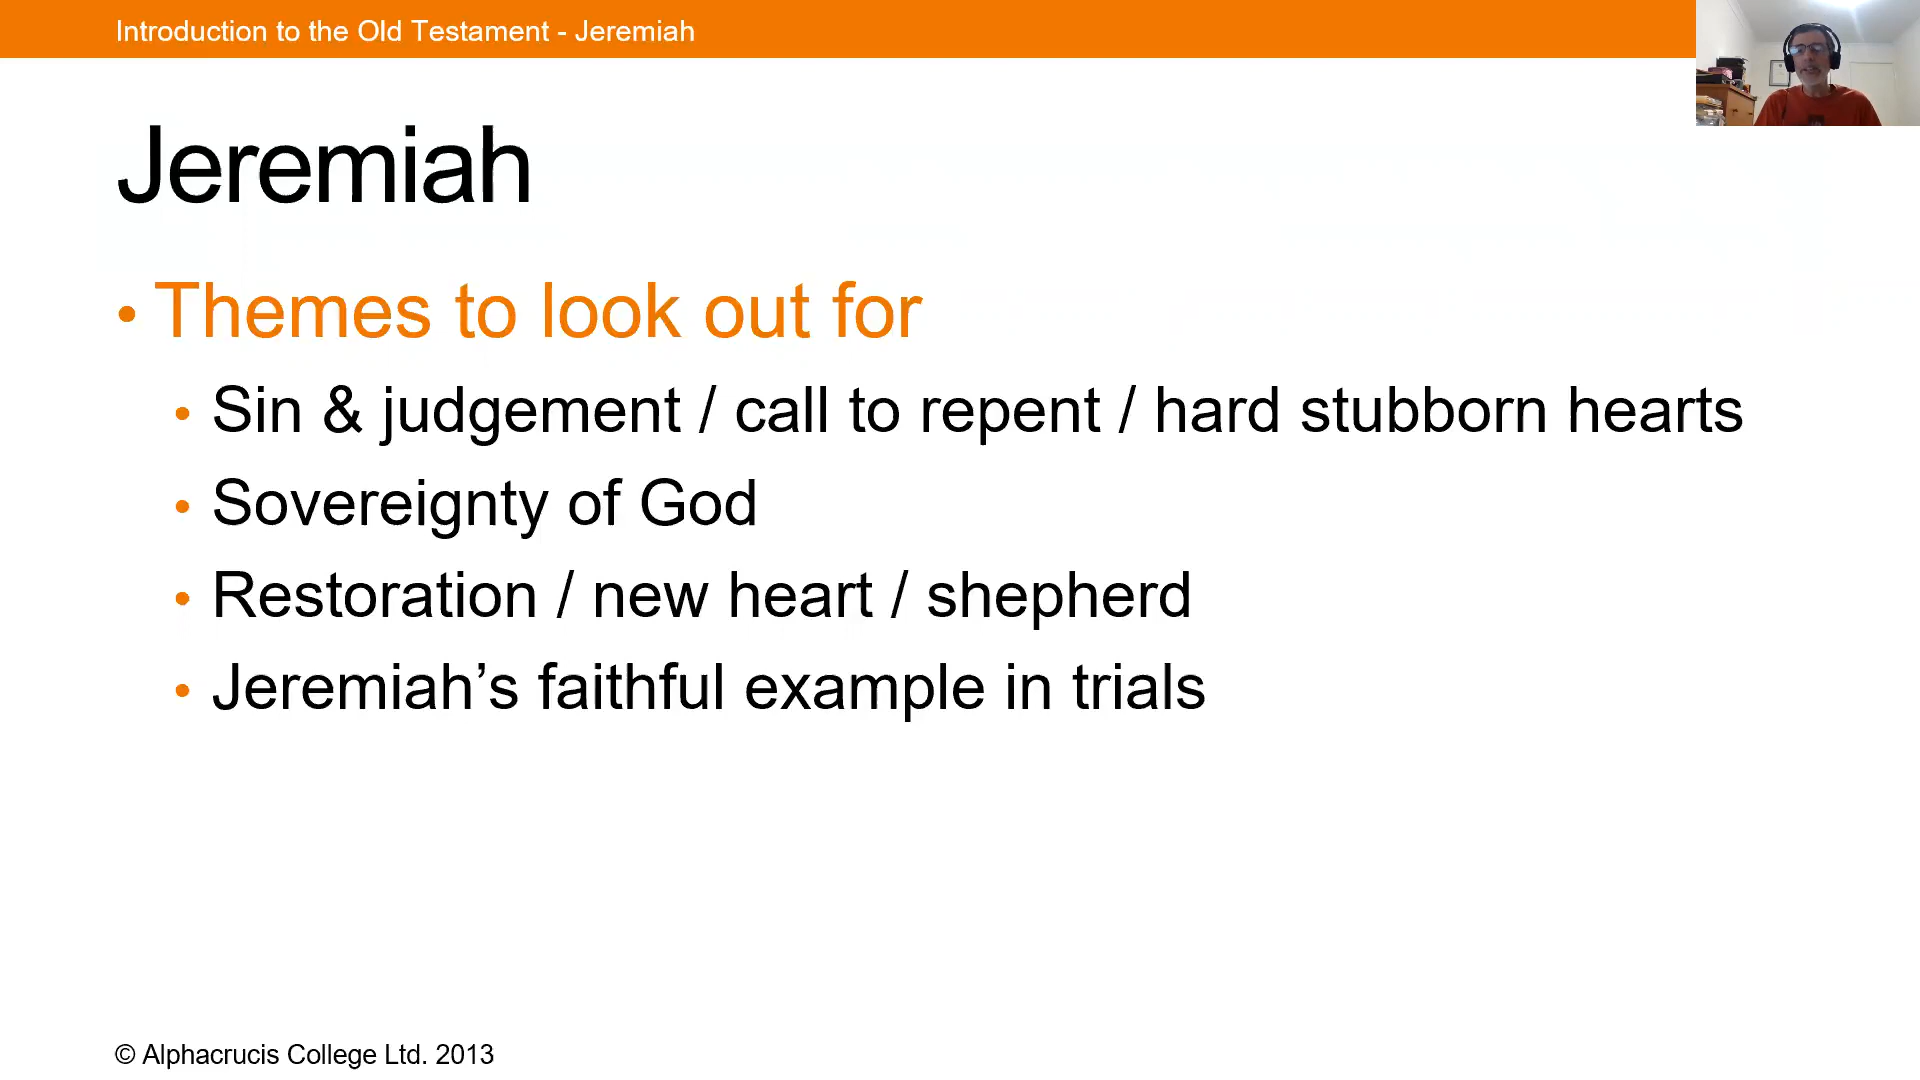 Introduction to the Old Testament - Jeremiah
Jeremiah
• Themes to look out for
• Sin & judgement / call to repent / hard stubborn hearts
• Sovereignty of God
• Restoration / new heart / shepherd
• Jeremiah’s faithful example in trials
© Alphacrucis College Ltd. 2013